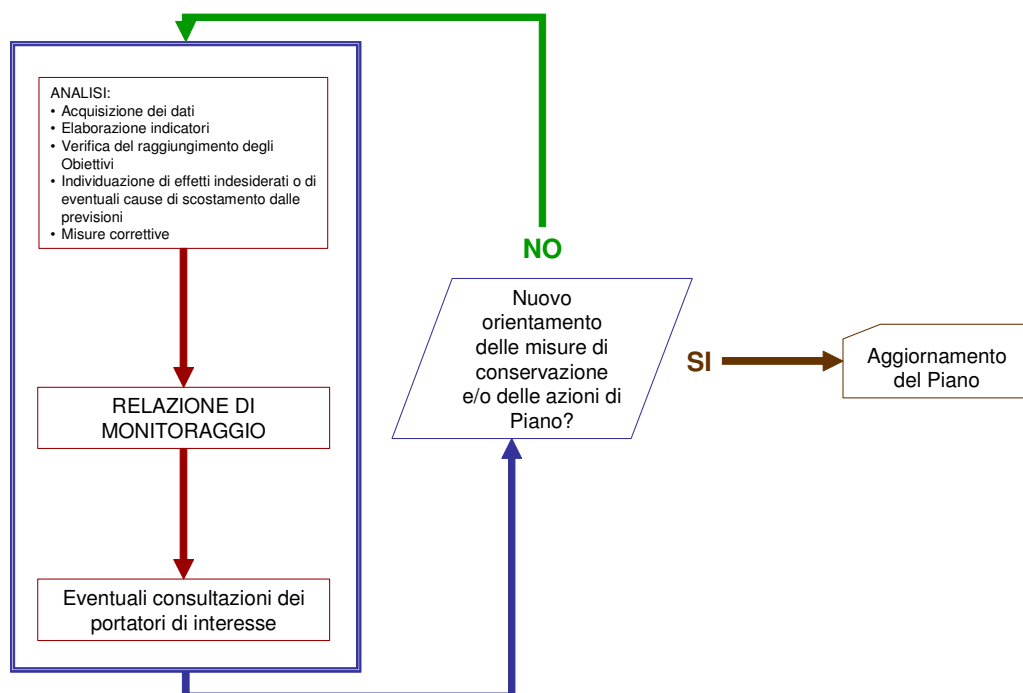 ANALISI:
• Acquisizione dei dati
• Elaborazione indicatori
• Verifica del raggiungimento degli
Obiettivi
• Individuazione di effetti indesiderati o di
eventuali cause di scostamento dalle
previsioni
• Misure correttive
RELAZIONE DI
MONITORAGGIO
Eventuali consultazioni dei
portatori di interesse
NO
Nuovo
orientamento
delle misure di
conservazione
e/o delle azioni di
Piano?
SI
Aggiornamento
del Piano